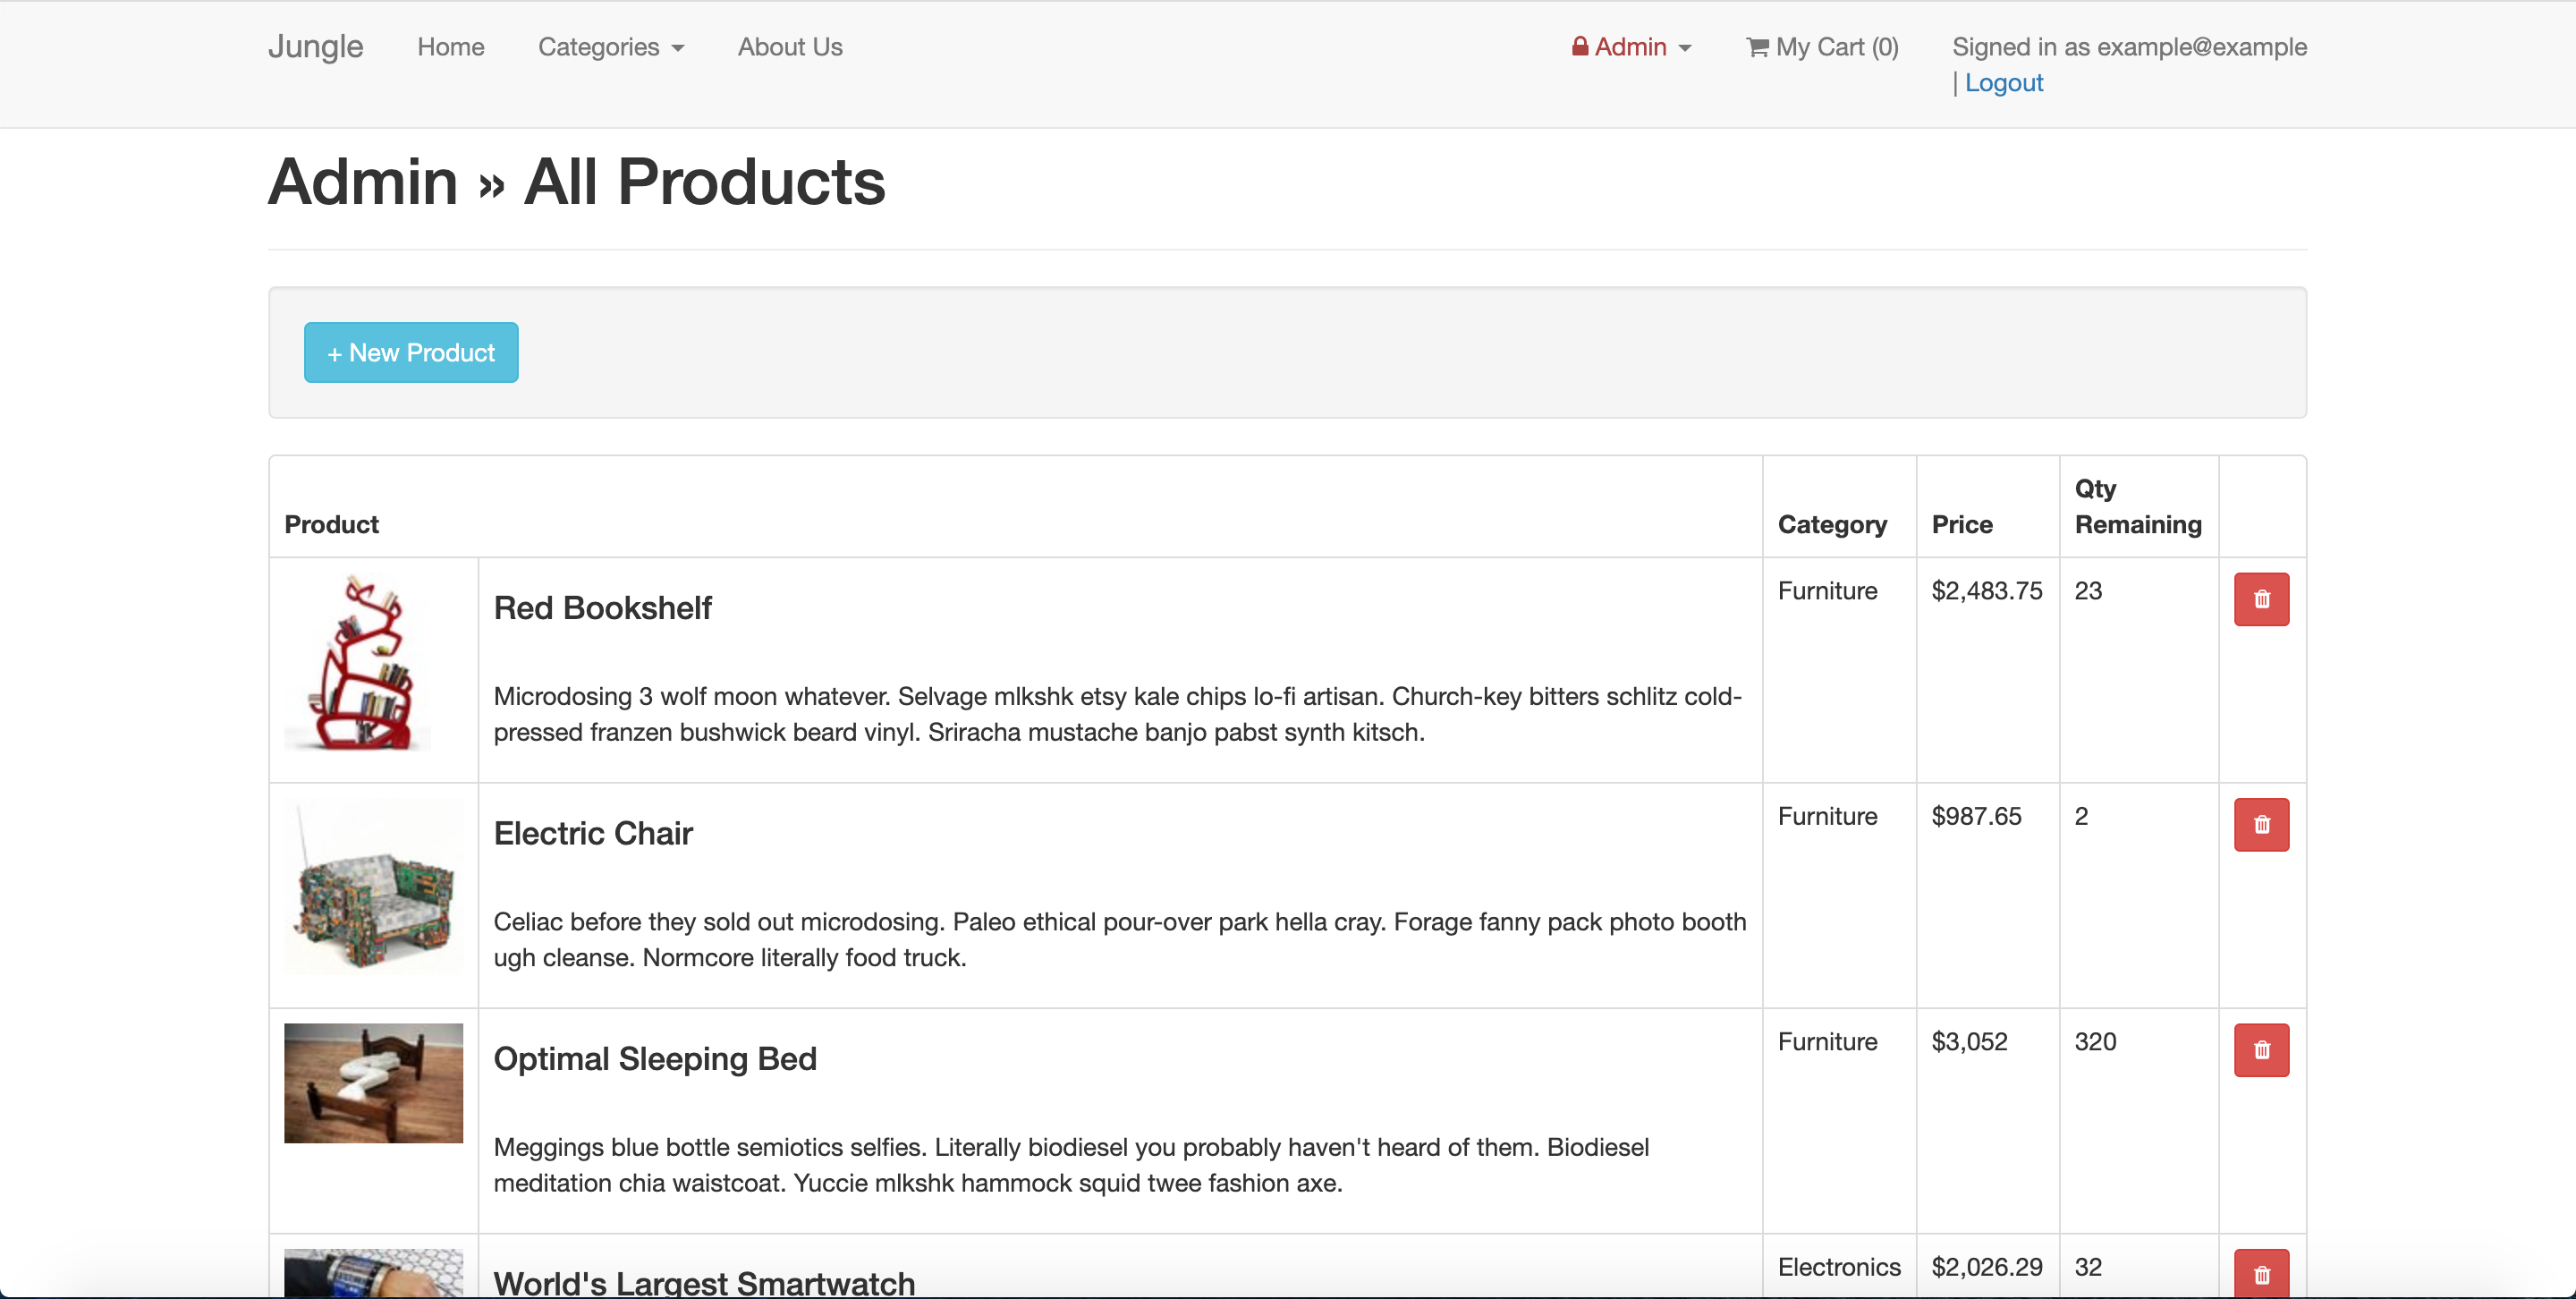 Jungle Home Categories About Us Admin My Cart (0) Signed in as example@example
| Logout
Admin » All Products
+ New Product
Product Category Price Qty Remaining
Red Bookshelf Furniture $2,483.75 23
Microdosing 3 wolf moon whatever. Selvage mlkshk etsy kale chips lo-fi artisan. Church-key bitters schlitz cold-
pressed franzen bushwick beard vinyl. Sriracha mustache banjo pabst synth kitsch.
Electric Chair Furniture $987.65 2
Celiac before they sold out microdosing. Paleo ethical pour-over park hella cray. Forage fanny pack photo booth
ugh cleanse. Normcore literally food truck.
Optimal Sleeping Bed Furniture $3,052 320
Meggings blue bottle semiotics selfies. Literally biodiesel you probably haven't heard of them. Biodiesel
meditation chia waistcoat. Yuccie mlkshk hammock squid twee fashion axe.
World's Largest Smartwatch Electronics $2,026.29 32